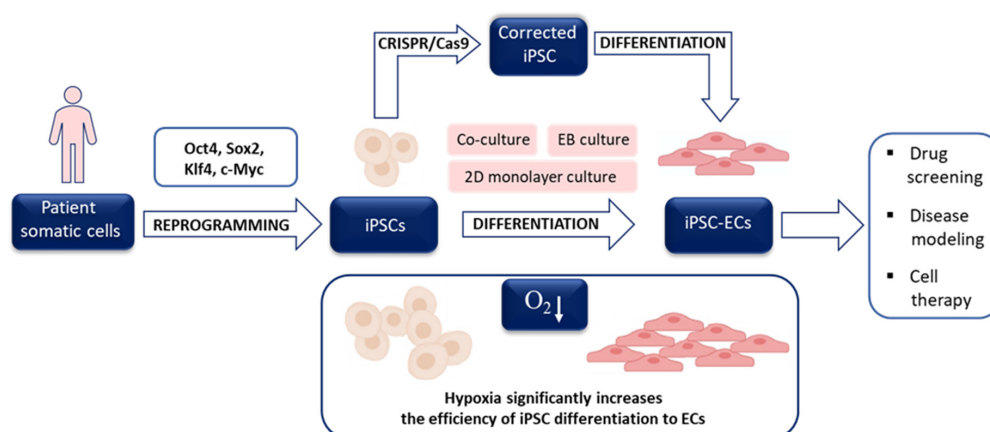 CRISPR/Cas9
Corrected
iPSC
DIFFERENTIATION
Oct4, Sox2,
Klf4, c-Myc
Co-culture
EB culture
2D monolayer culture
Patient
somatic cells
REPROGRAMMING
iPSCs
DIFFERENTIATION
iPSC-ECs
▪ Drug
screening
▪ Disease
modeling
▪ Cell
therapy
O₂↓
Hypoxia significantly increases
the efficiency of iPSC differentiation to ECs